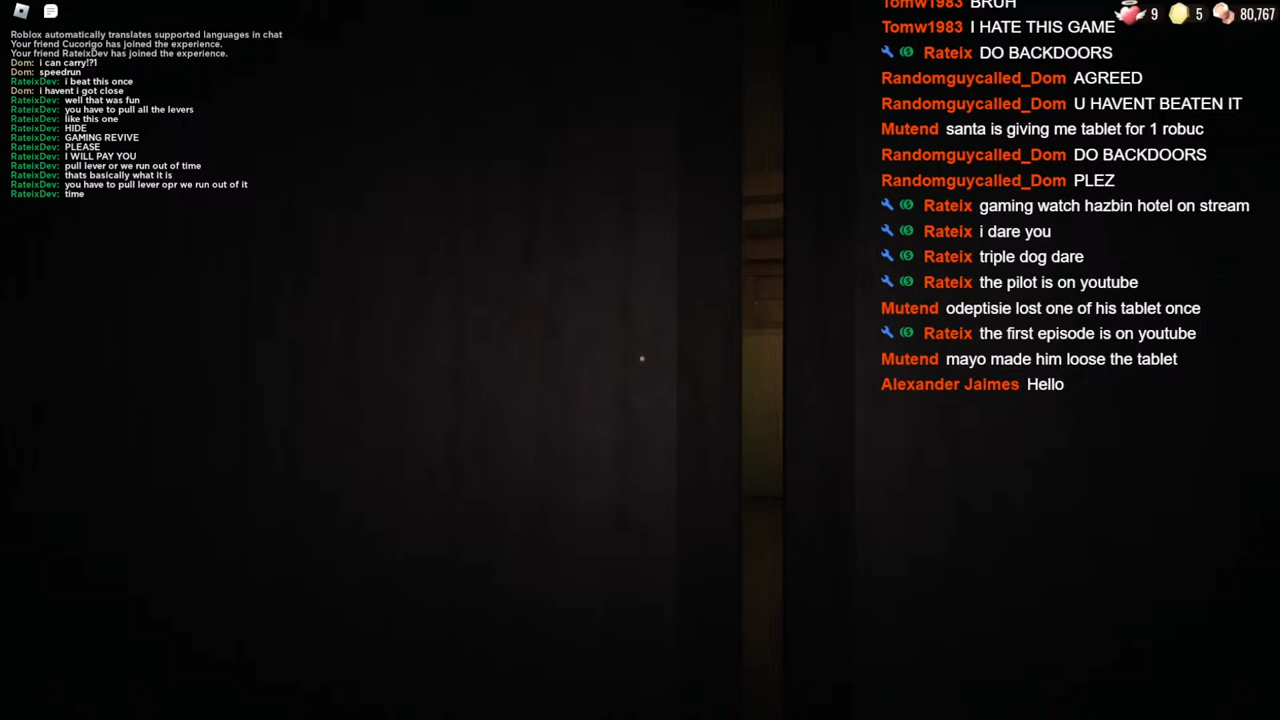 Roblox automatically translates supported languages in chat
Your friend Cucorigo has joined the experience.
Your friend RateixDev has joined the experience.
Dom: i can carry!?1
Dom: speedrun
RateixDev: i beat this once
Dom: i havent i got close
RateixDev: well that was fun
RateixDev: you have to pull all the levers
RateixDev: like this one
RateixDev: HIDE
RateixDev: GAMING REVIVE
RateixDev: PLEASE
RateixDev: I WILL PAY YOU
RateixDev: pull lever or we run out of time
RateixDev: thats basically what it is
RateixDev: you have to pull lever opr we run out of it
RateixDev: time
9 5 80,767
Tomw1983 BRUH
Tomw1983 I HATE THIS GAME
Rateix DO BACKDOORS
Randomguycalled_Dom AGREED
Randomguycalled_Dom U HAVENT BEATEN IT
Mutend santa is giving me tablet for 1 robuc
Randomguycalled_Dom DO BACKDOORS
Randomguycalled_Dom PLEZ
Rateix gaming watch hazbin hotel on stream
Rateix i dare you
Rateix triple dog dare
Rateix the pilot is on youtube
Mutend odeptisie lost one of his tablet once
Rateix the first episode is on youtube
Mutend mayo made him loose the tablet
Alexander Jaimes Hello